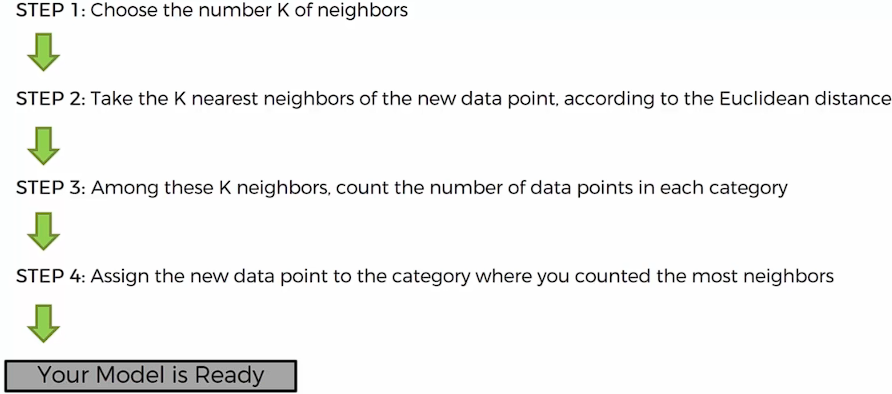 STEP 1: Choose the number K of neighbors
STEP 2: Take the K nearest neighbors of the new data point, according to the Euclidean distance
STEP 3: Among these K neighbors, count the number of data points in each category
STEP 4: Assign the new data point to the category where you counted the most neighbors
Your Model is Ready